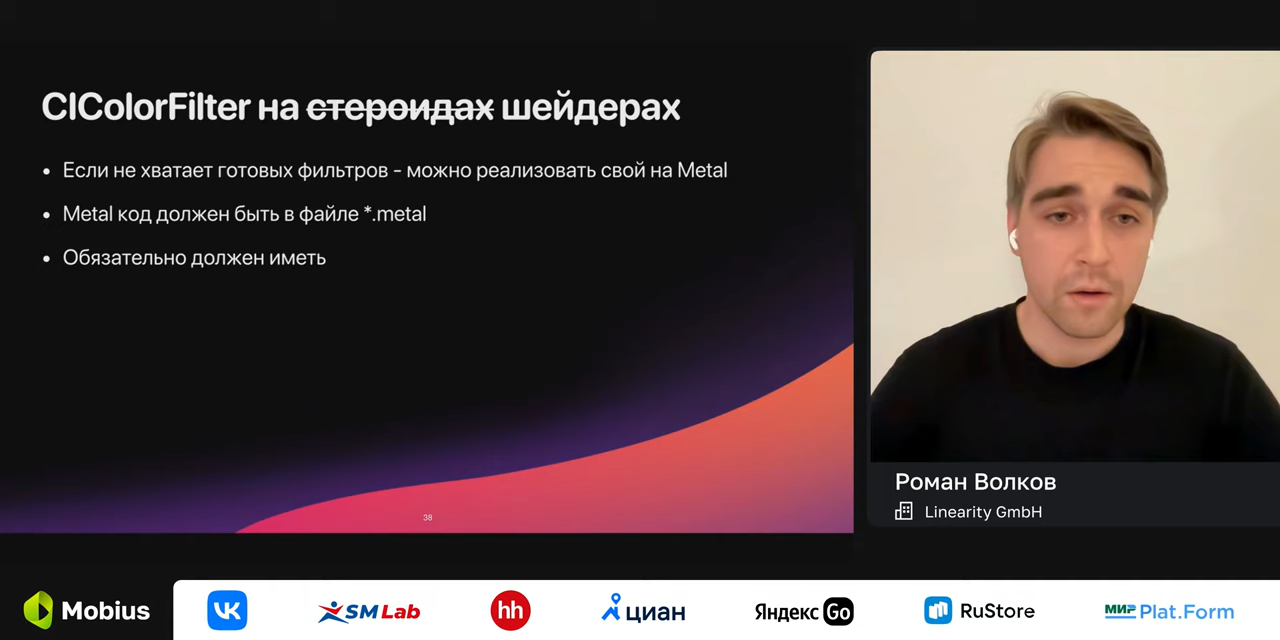 CIColorFilter на стероидах шейдерах
Если не хватает готовых фильтров - можно реализовать свой на Metal
Metal код должен быть в файле *.metal
Обязательно должен иметь
38
Роман Волков
Linearity GmbH
Mobius
VK
SM Lab
hh
циан
Яндекс Go
RuStore
МИР Plat.Form